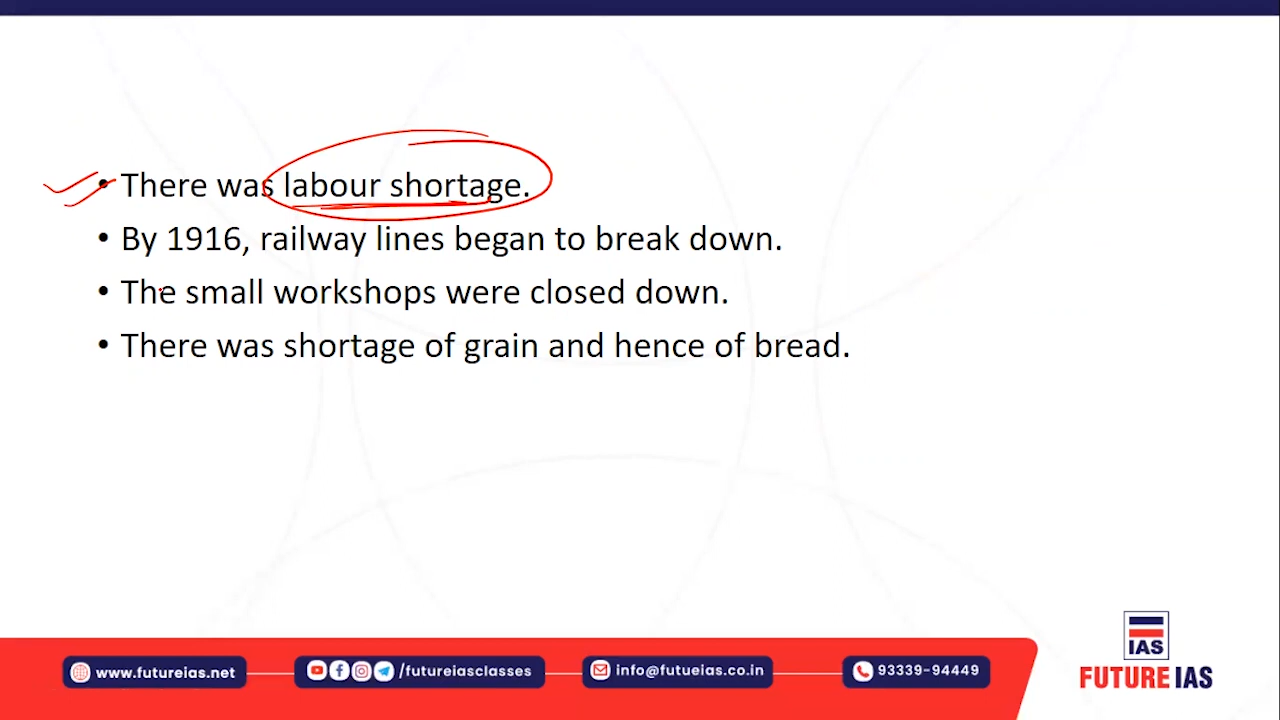 • There was labour shortage.
• By 1916, railway lines began to break down.
• The small workshops were closed down.
• There was shortage of grain and hence of bread.
www.futureias.net
/futureiasclasses
info@futueias.co.in
93339-94449
IAS
FUTURE IAS